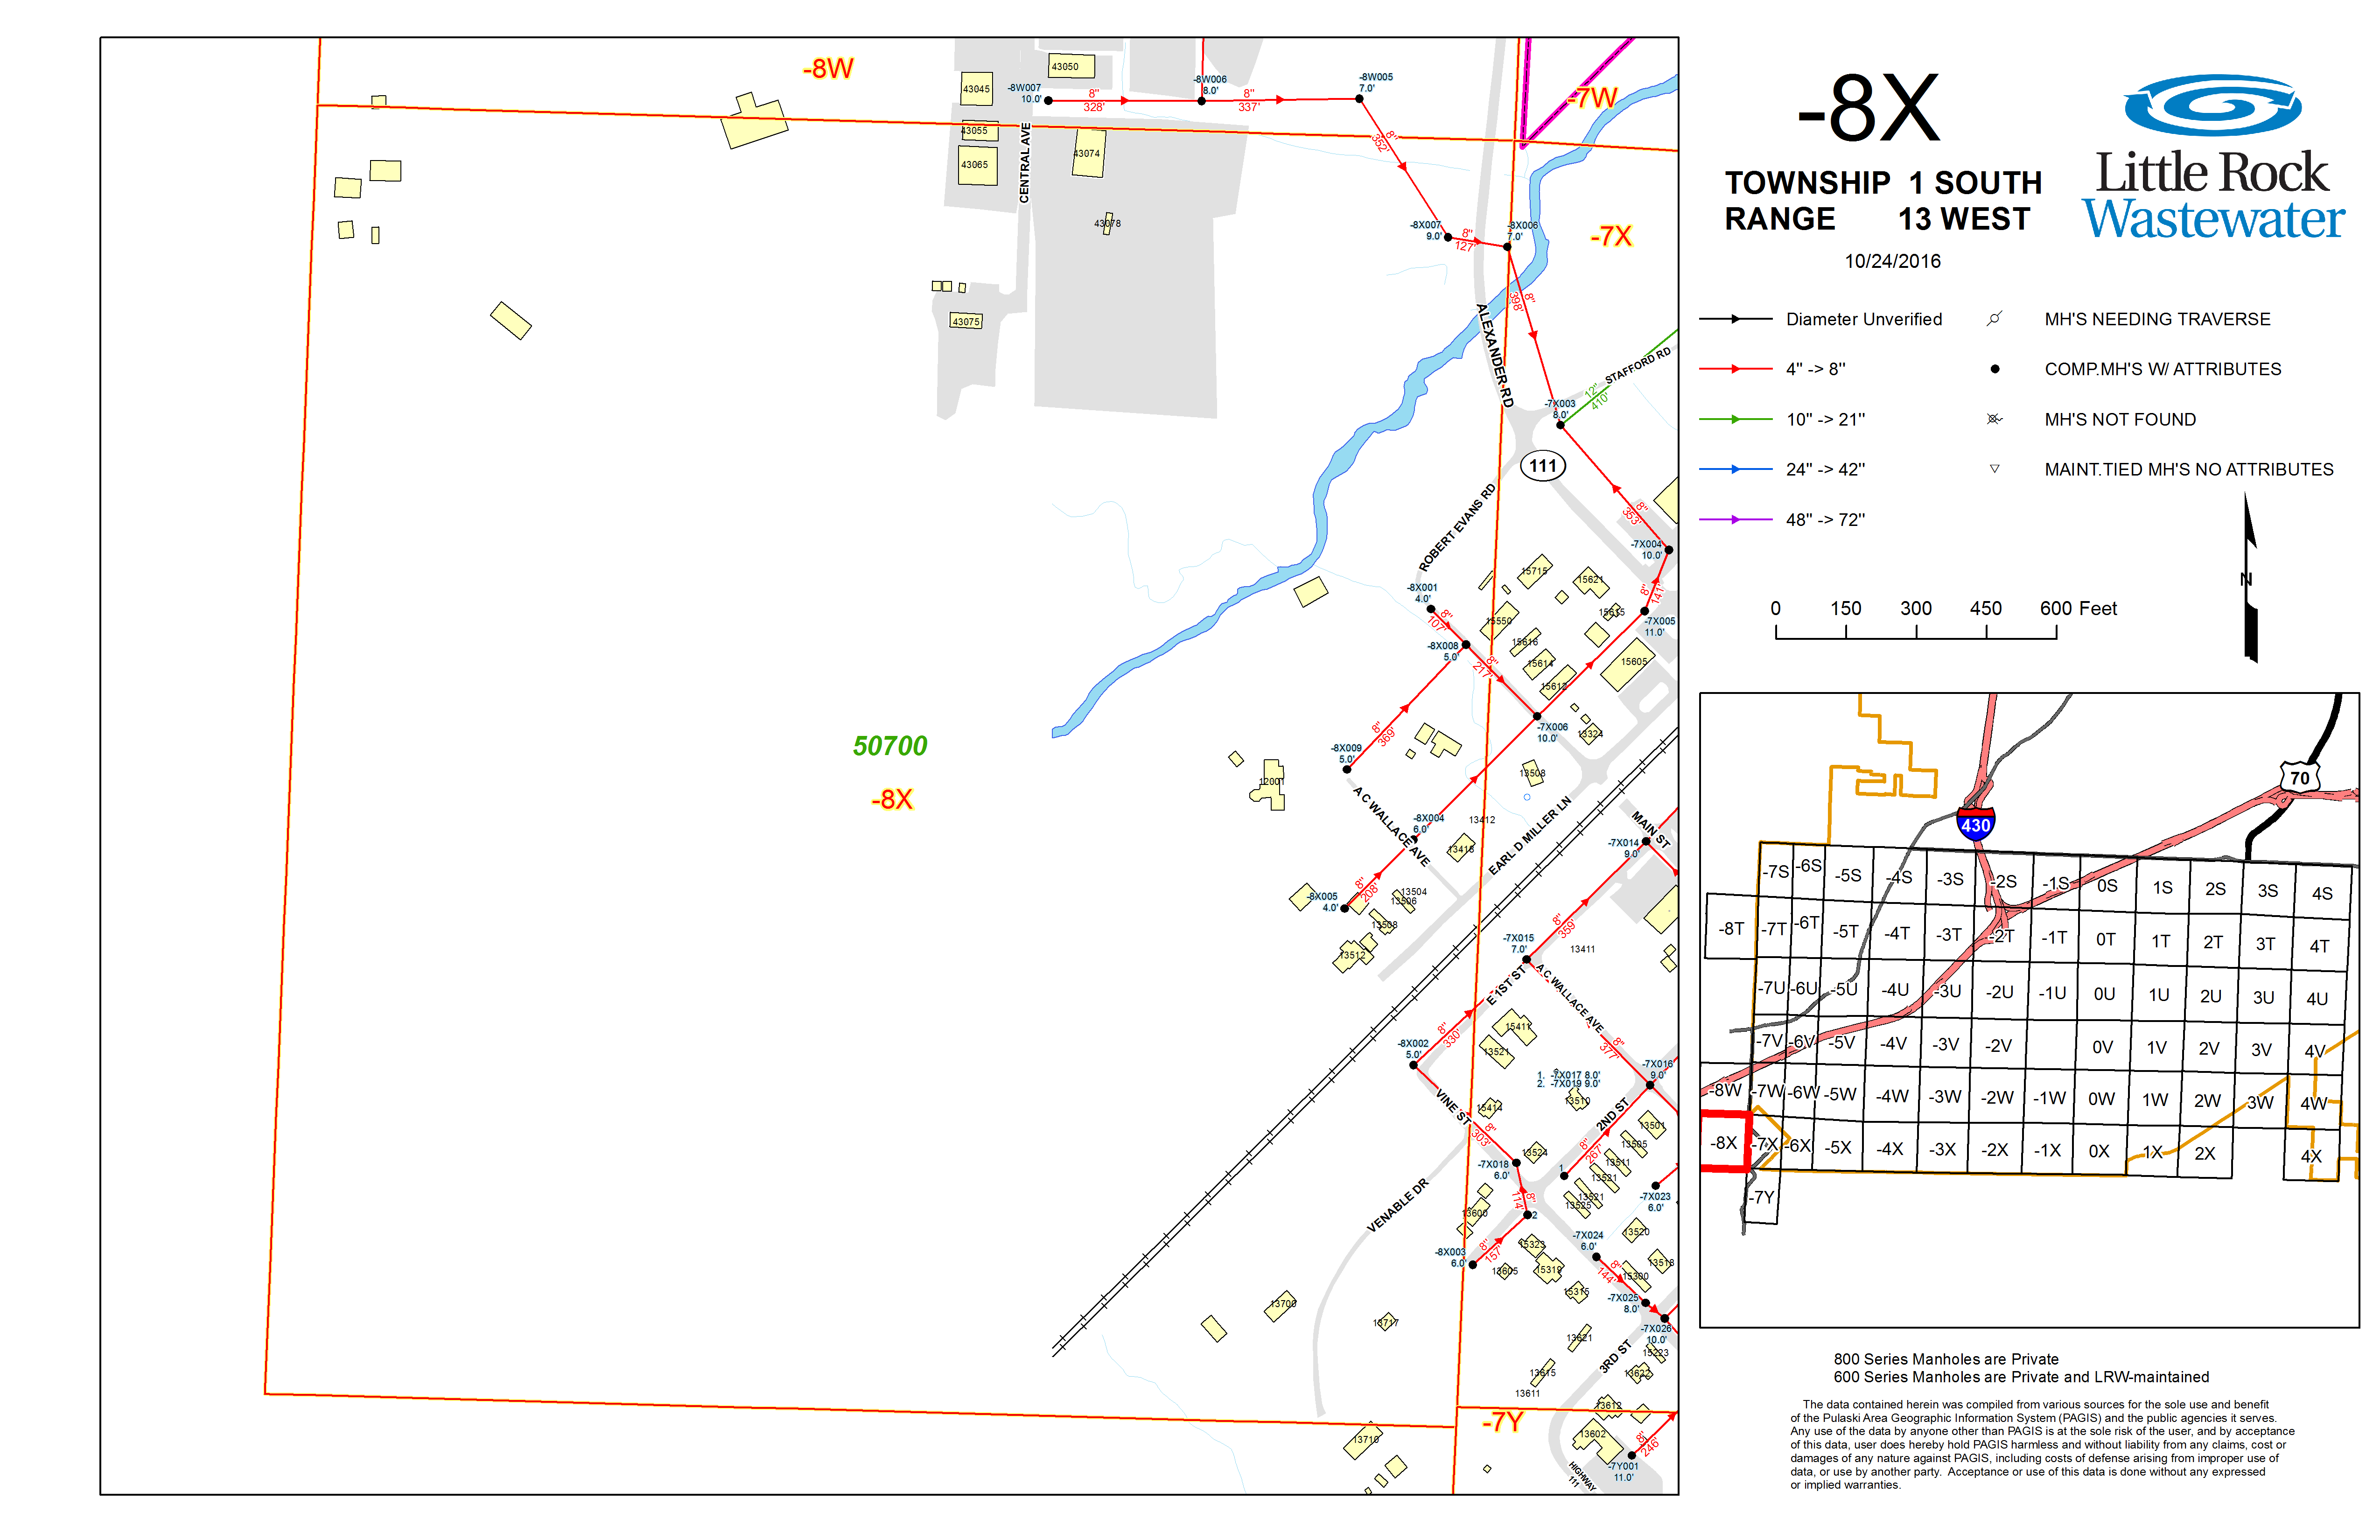 -8W
-7W
-7X
-8X
-7Y
50700
43050
43045
43055
43065
43074
43078
43075
CENTRAL AVE
-8W007
10.0'
8"
328'
-8W006
8.0'
8"
337'
-8W005
7.0'
8"
352'
-8X007
9.0'
8"
127'
-8X006
7.0'
8"
398'
ALEXANDER RD
STAFFORD RD
12"
410'
-7X003
8.0'
111
ROBERT EVANS RD
8"
353'
-7X004
10.0'
8"
141'
-7X005
11.0'
15715
15621
15615
15550
15616
15614
15612
15605
-8X001
4.0'
8"
107'
-8X008
5.0'
8"
217'
-7X006
10.0'
13324
13508
-8X009
5.0'
8"
369'
A C WALLACE AVE
12001
-8X004
6.0'
13412
13418
EARL D MILLER LN
MAIN ST
-7X014
9.0'
-8X005
4.0'
8"
208'
13504
13506
13508
13512
-7X015
7.0'
8"
359'
13411
E 1ST ST
A C WALLACE AVE
15411
13521
-8X002
5.0'
8"
330'
8"
377'
-7X016
9.0'
1. -7X017 8.0'
2. -7X019 9.0'
13510
15414
VINE ST
8"
303'
2ND ST
8"
267'
13501
13505
13511
13521
13521
13525
13524
-7X018
6.0'
1
8"
114'
2
-7X023
6.0'
VENABLE DR
13600
-8X003
6.0'
8"
157'
15323
13605
15319
15315
-7X024
6.0'
13520
13518
8"
144'
15300
-7X025
8.0'
-7X026
10.0'
15223
13700
13717
13621
3RD ST
13622
13615
13611
13612
13602
13710
8"
246'
-7Y001
11.0'
HIGHWAY 111
-8X
TOWNSHIP 1 SOUTH
RANGE 13 WEST
10/24/2016
Little Rock
Wastewater
Diameter Unverified
4" -> 8"
10" -> 21"
24" -> 42"
48" -> 72"
MH'S NEEDING TRAVERSE
COMP.MH'S W/ ATTRIBUTES
MH'S NOT FOUND
MAINT.TIED MH'S NO ATTRIBUTES
N
0 150 300 450 600 Feet
70
430
-7S -6S -5S -4S -3S -2S -1S 0S 1S 2S 3S 4S
-8T -7T -6T -5T -4T -3T -2T -1T 0T 1T 2T 3T 4T
-7U -6U -5U -4U -3U -2U -1U 0U 1U 2U 3U 4U
-7V -6V -5V -4V -3V -2V 0V 1V 2V 3V 4V
-8W -7W -6W -5W -4W -3W -2W -1W 0W 1W 2W 3W 4W
-8X -7X -6X -5X -4X -3X -2X -1X 0X 1X 2X 4X
-7Y
800 Series Manholes are Private
600 Series Manholes are Private and LRW-maintained
The data contained herein was compiled from various sources for the sole use and benefit
of the Pulaski Area Geographic Information System (PAGIS) and the public agencies it serves.
Any use of the data by anyone other than PAGIS is at the sole risk of the user, and by acceptance
of this data, user does hereby hold PAGIS harmless and without liability from any claims, cost or
damages of any nature against PAGIS, including costs of defense arising from improper use of
data, or use by another party. Acceptance or use of this data is done without any expressed
or implied warranties.